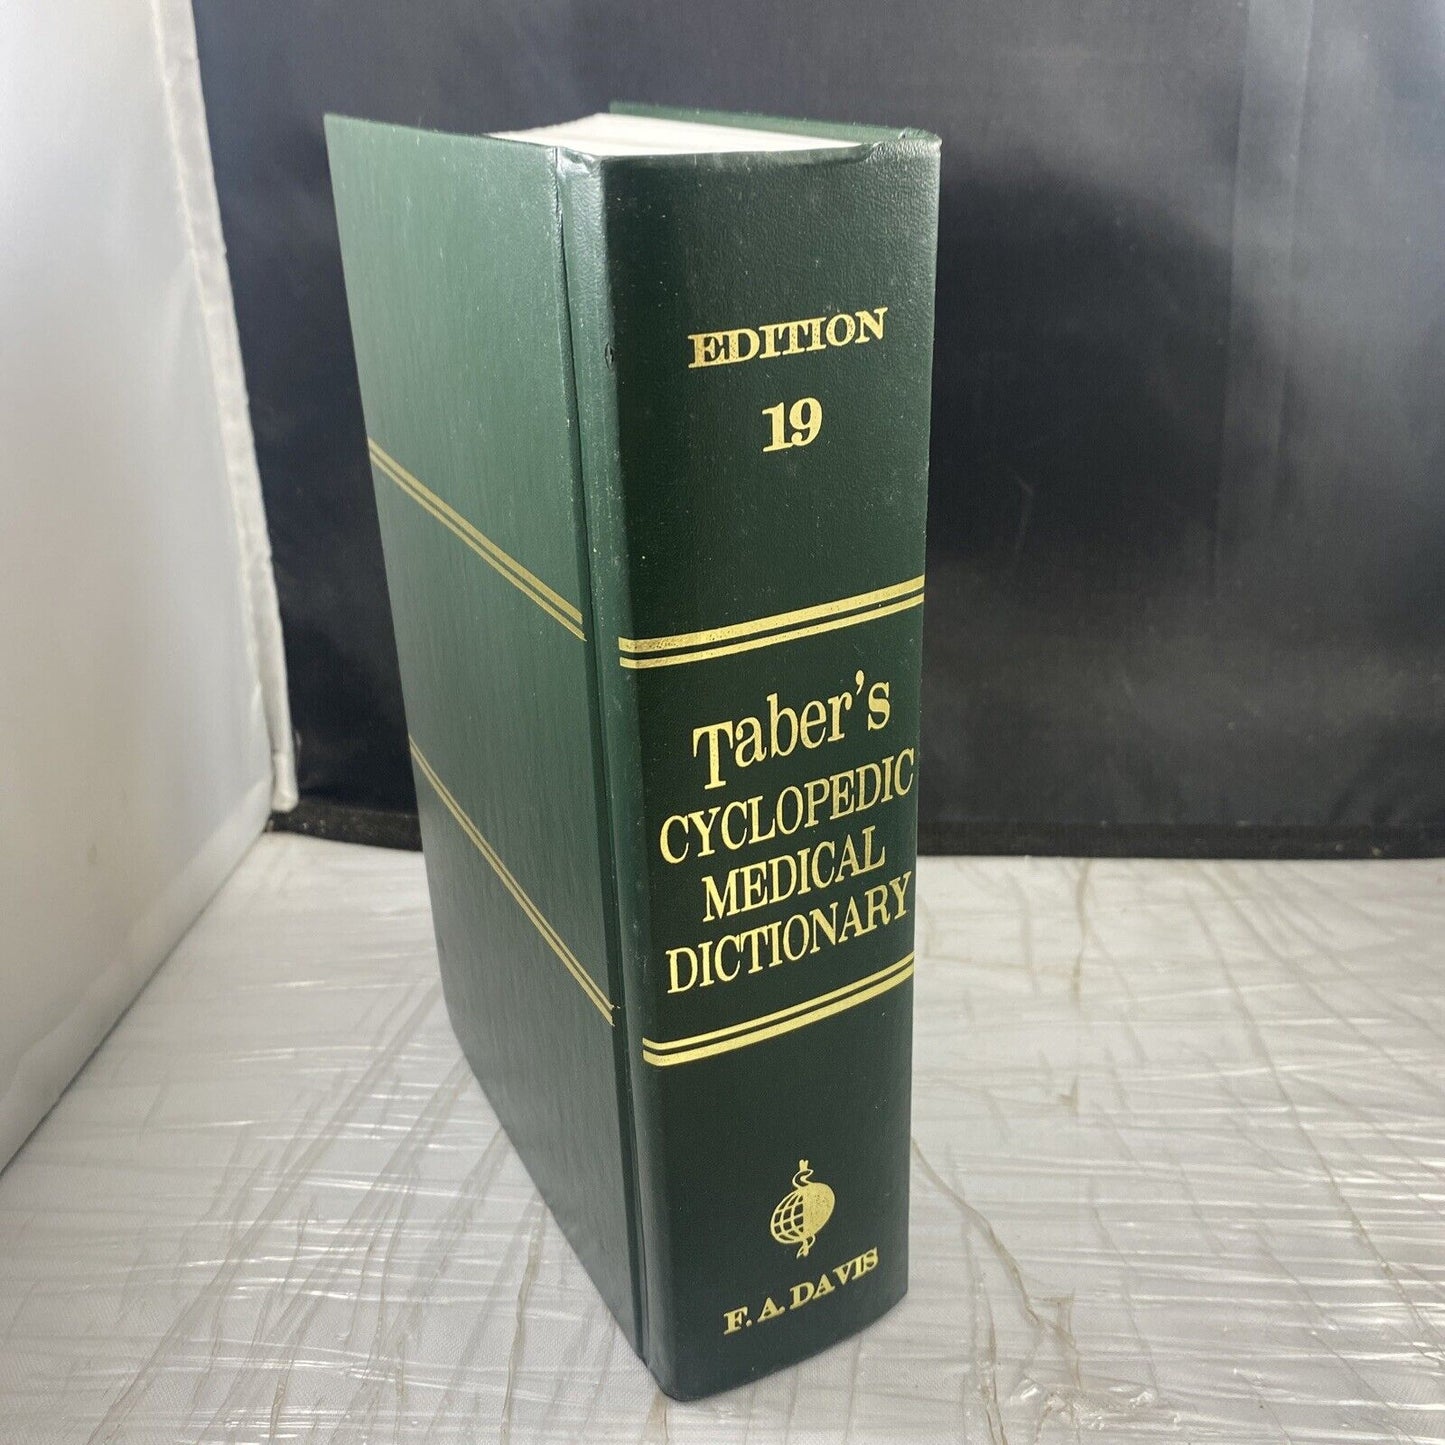 EDITION
19
Taber's
CYCLOPEDIC
MEDICAL
DICTIONARY
F. A. DAVIS